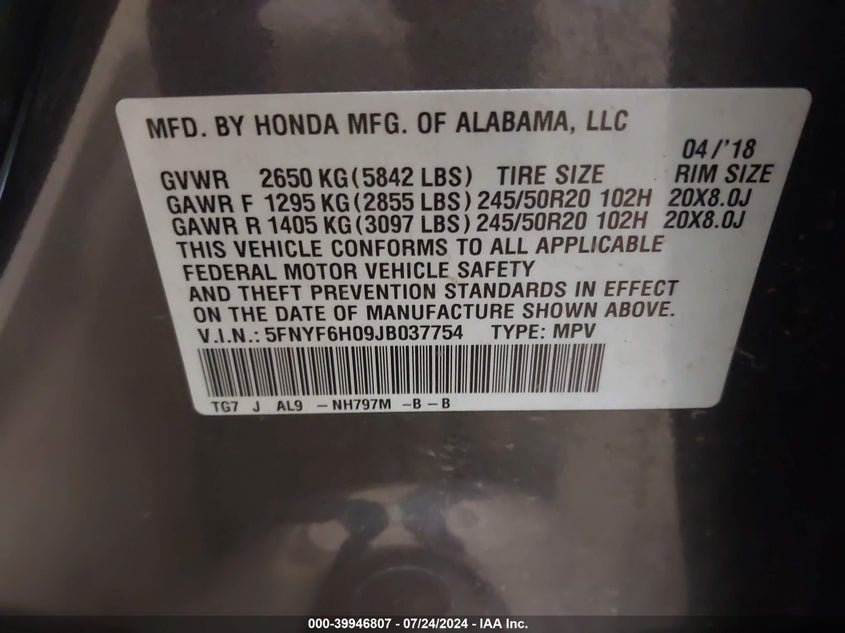 MFD. BY HONDA MFG. OF ALABAMA, LLC
04/'18
GVWR 2650 KG(5842 LBS) TIRE SIZE RIM SIZE
GAWR F 1295 KG(2855 LBS) 245/50R20 102H 20X8.0J
GAWR R 1405 KG(3097 LBS) 245/50R20 102H 20X8.0J
THIS VEHICLE CONFORMS TO ALL APPLICABLE
FEDERAL MOTOR VEHICLE SAFETY
AND THEFT PREVENTION STANDARDS IN EFFECT
ON THE DATE OF MANUFACTURE SHOWN ABOVE.
V.I.N.: 5FNYF6H09JB037754 TYPE: MPV
TG7 J AL9 -NH797M -B-B
000-39946807 / 07/24/2024 - IAA Inc.